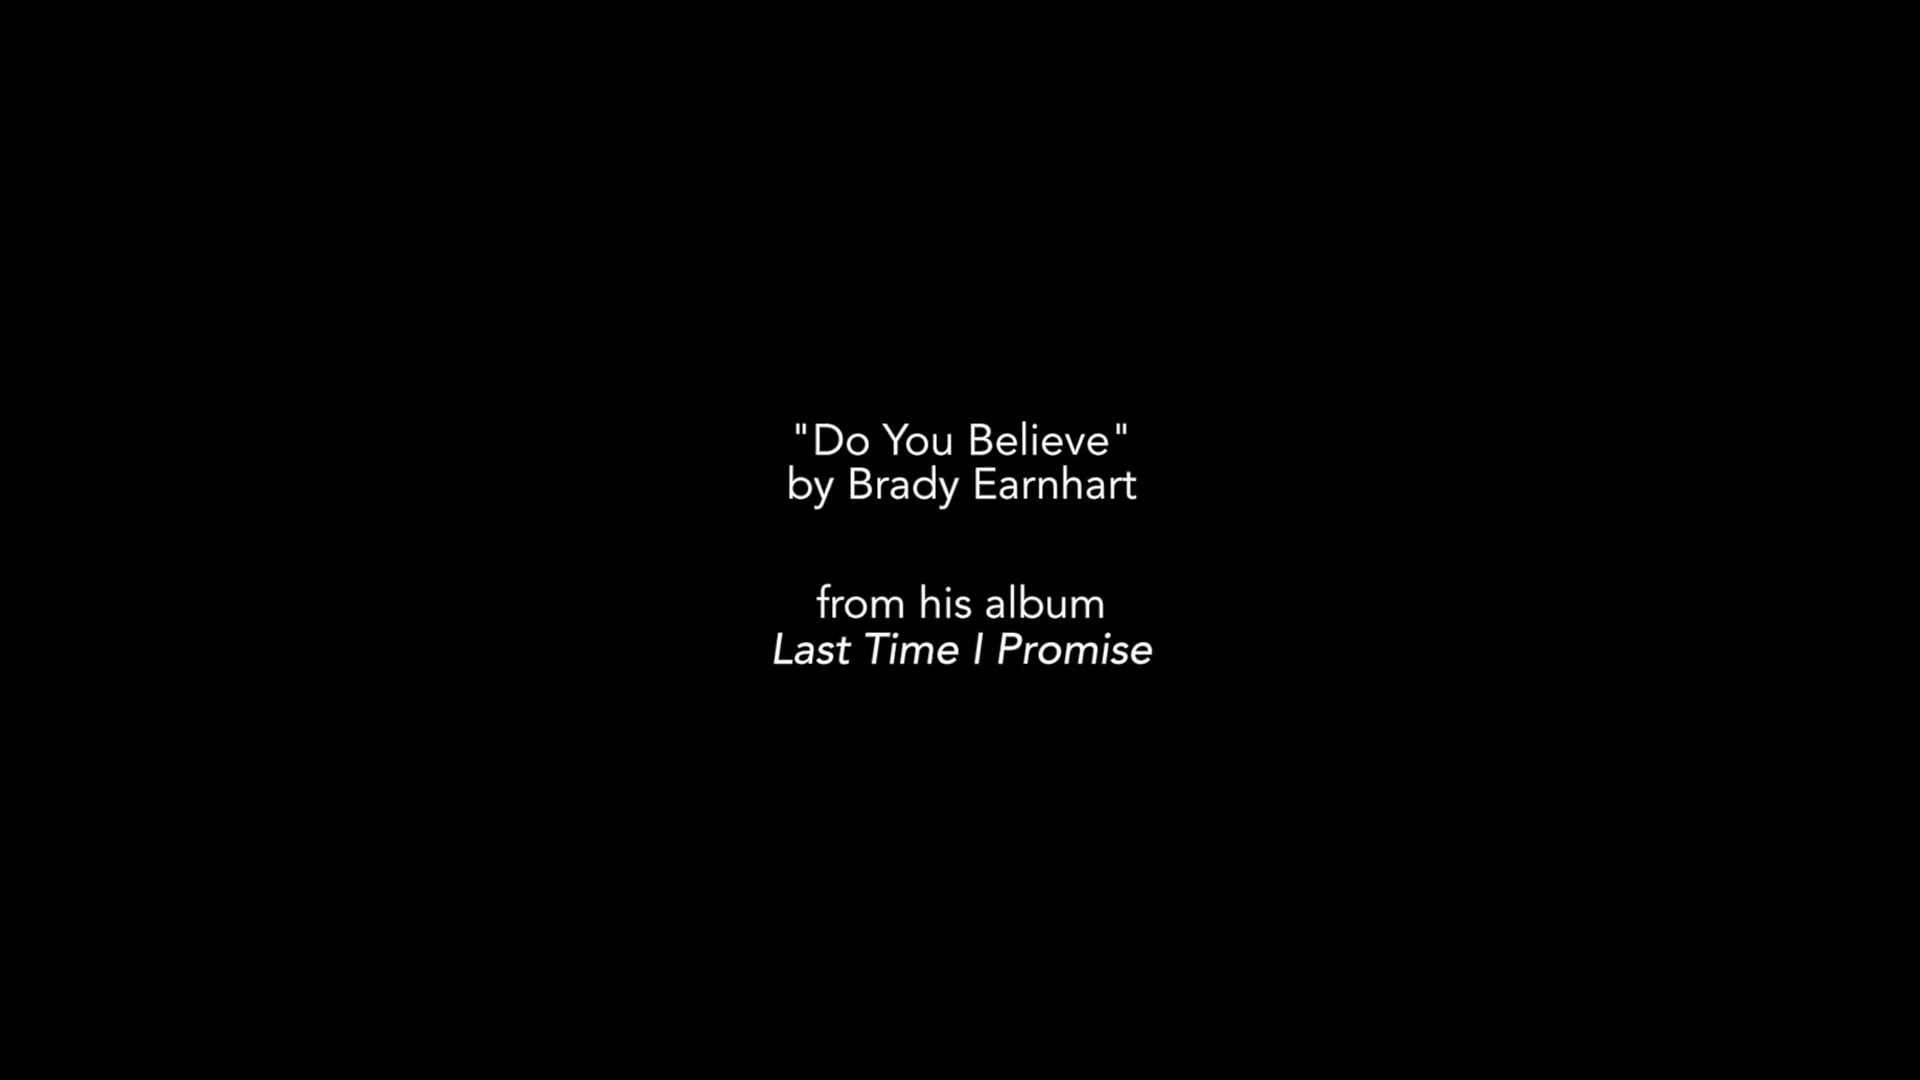 "Do You Believe"
by Brady Earnhart
from his album
Last Time I Promise